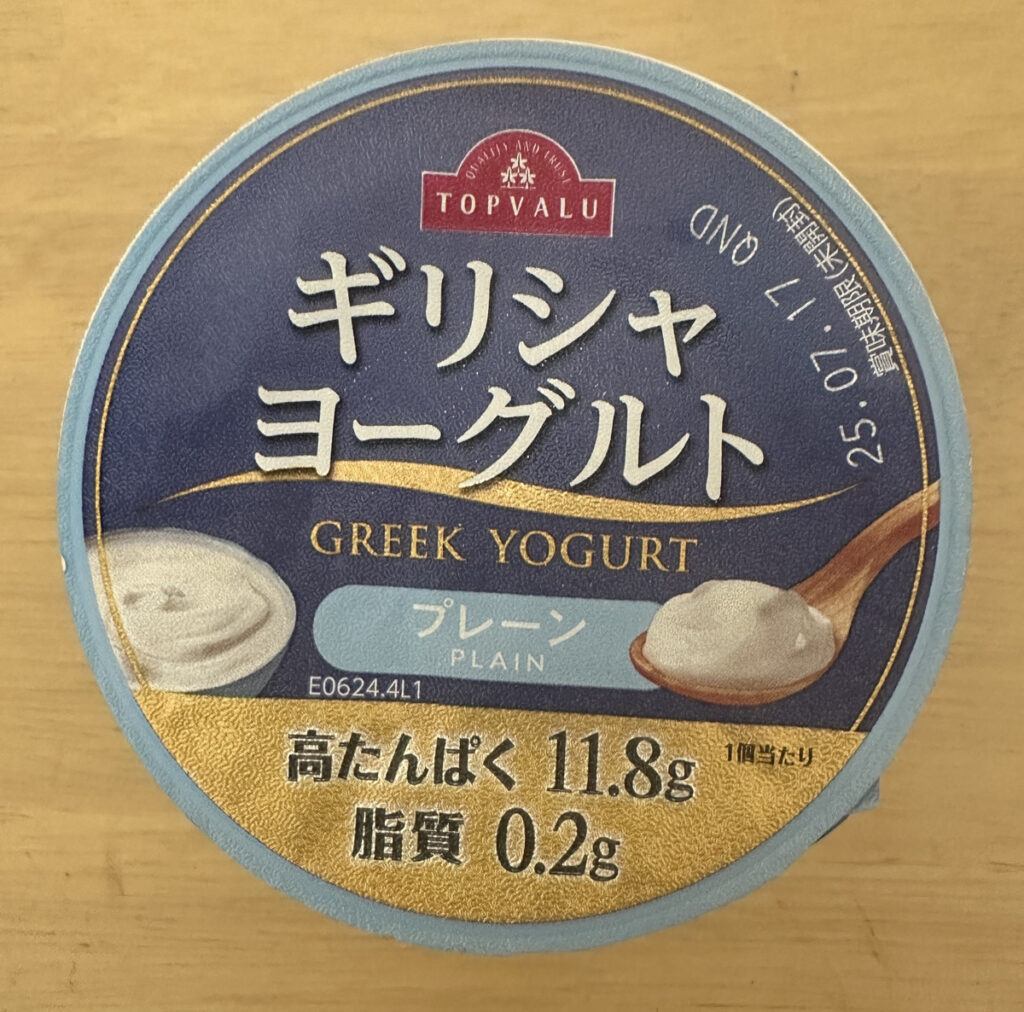 QUALITY AND TRUST
TOPVALU
ギリシャ
ヨーグルト
GREEK YOGURT
プレーン
PLAIN
E0624.4L1
高たんぱく 11.8g 1個当たり
脂質 0.2g
賞味期限(未開封)
25.07.17 QND